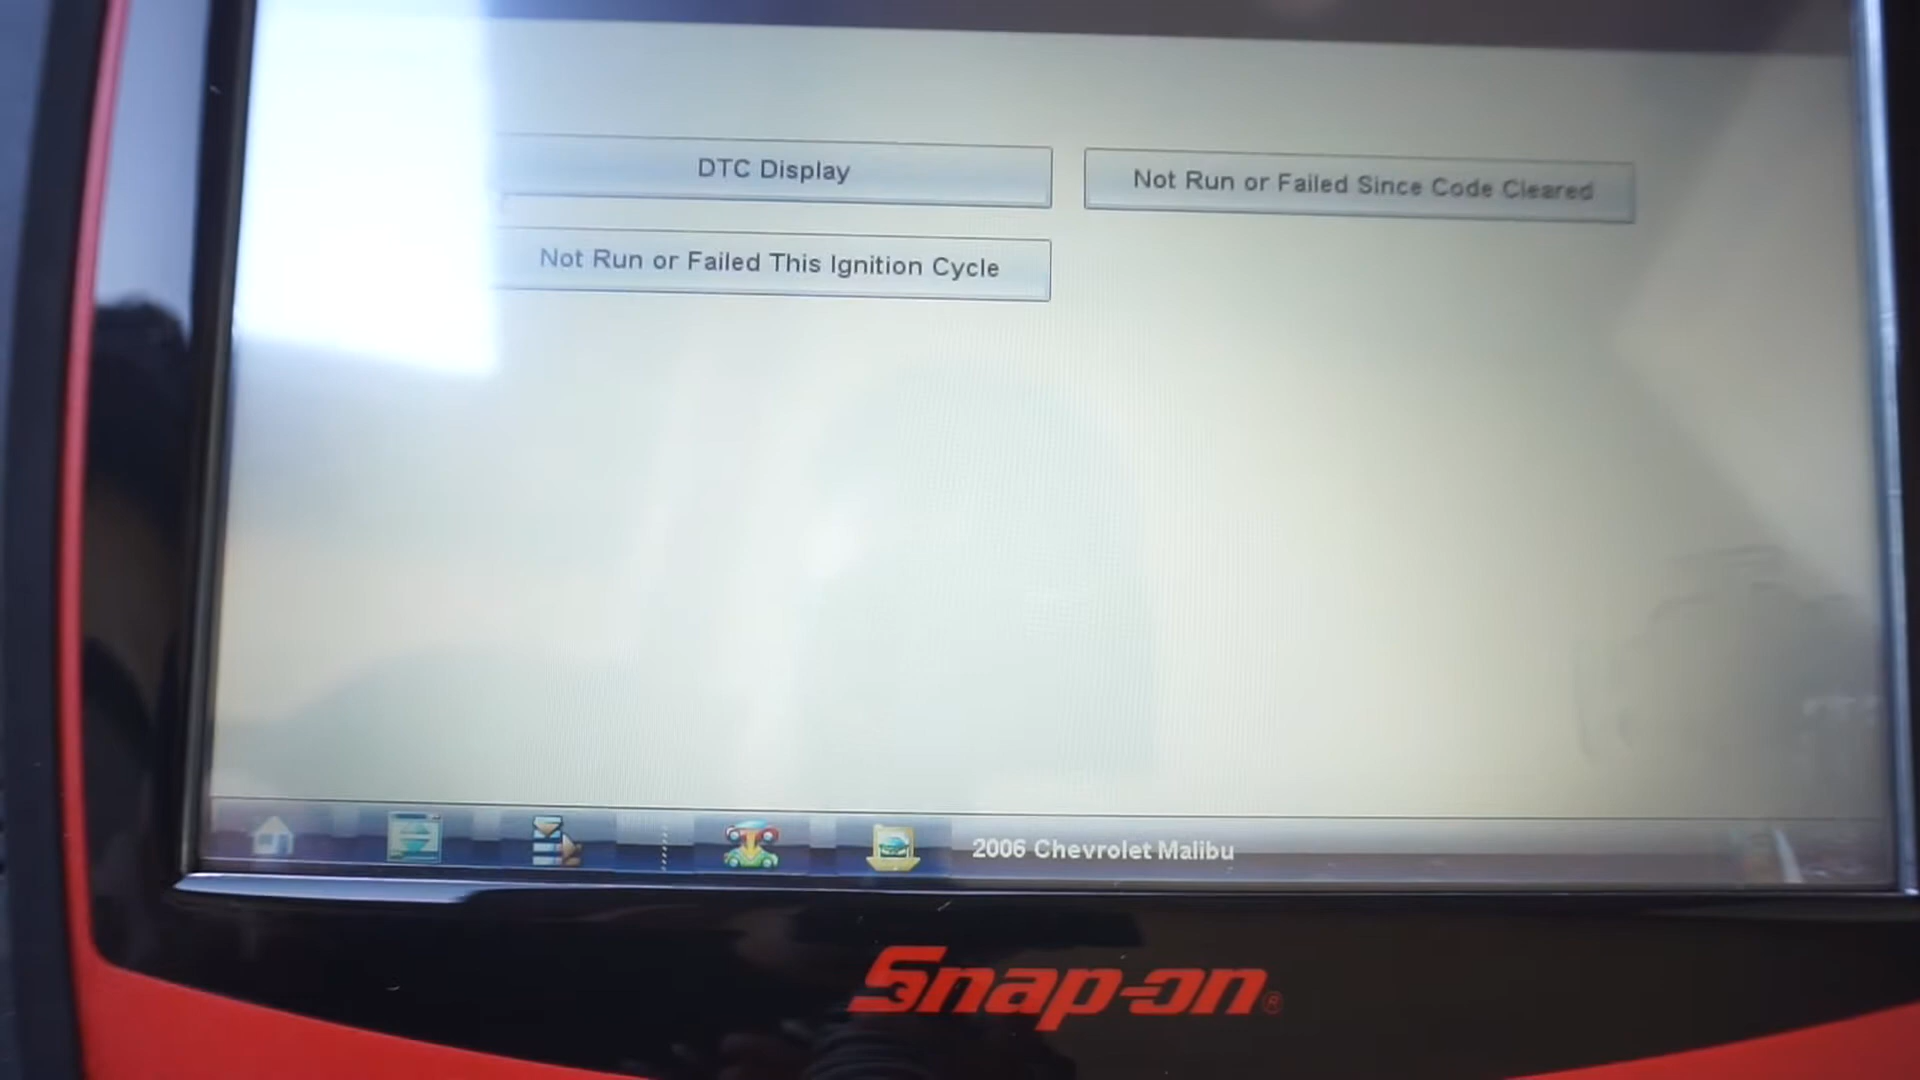 DTC Display
Not Run or Failed Since Code Cleared
Not Run or Failed This Ignition Cycle
2006 Chevrolet Malibu
Snap-on®